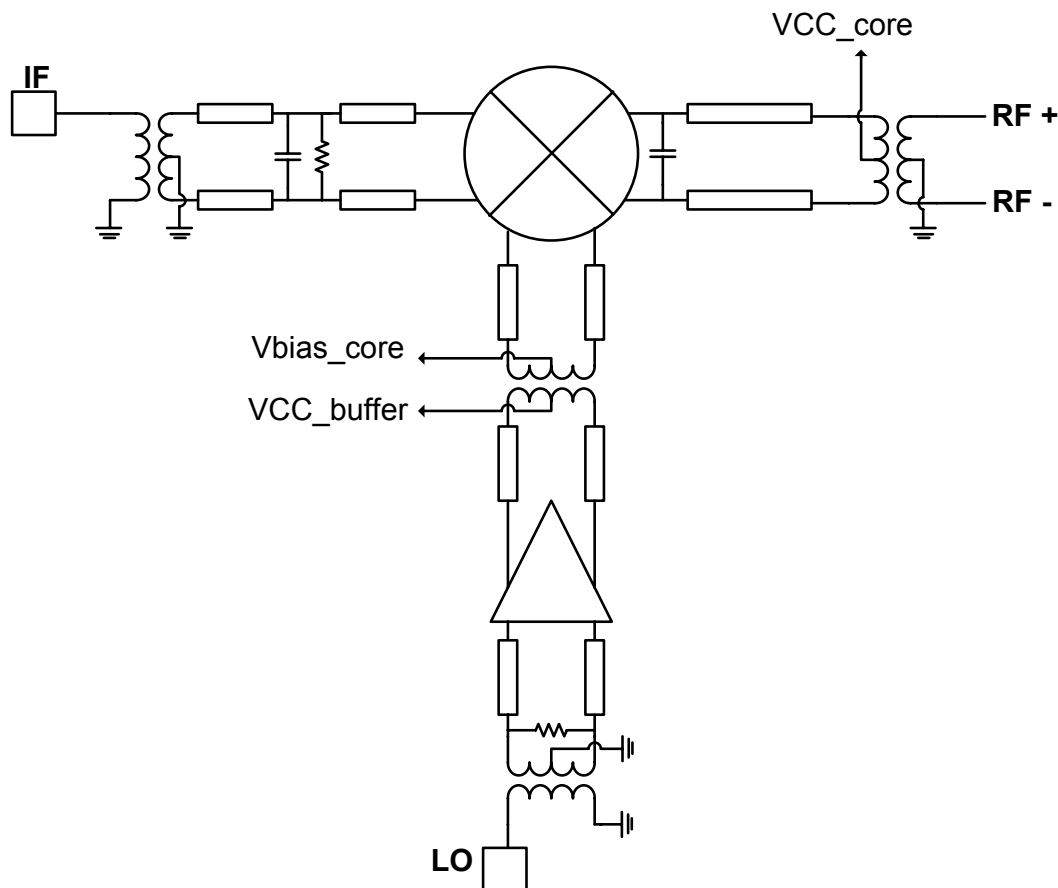 VCC_core
IF
RF +
RF -
Vbias_core
VCC_buffer
LO